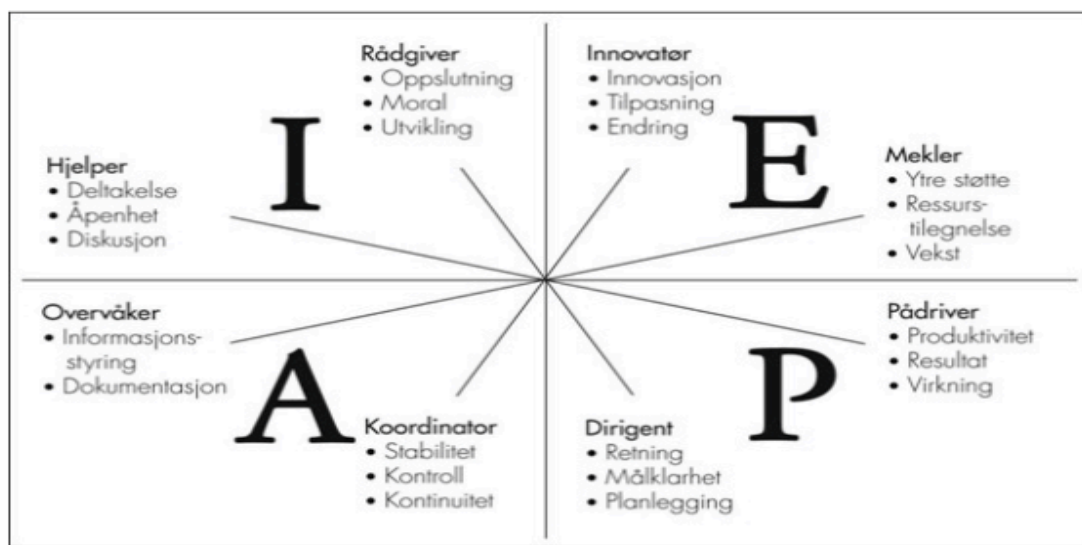 Rådgiver
• Oppslutning
• Moral
• Utvikling
I
Hjelper
• Deltakelse
• Åpenhet
• Diskusjon
Innovatør
• Innovasjon
• Tilpasning
• Endring
E
Mekler
• Ytre støtte
• Ressurs-
tilegnelse
• Vekst
Overvåker
• Informasjons-
styring
• Dokumentasjon
A
Koordinator
• Stabilitet
• Kontroll
• Kontinuitet
Pådriver
• Produktivitet
• Resultat
• Virkning
P
Dirigent
• Retning
• Målklarhet
• Planlegging